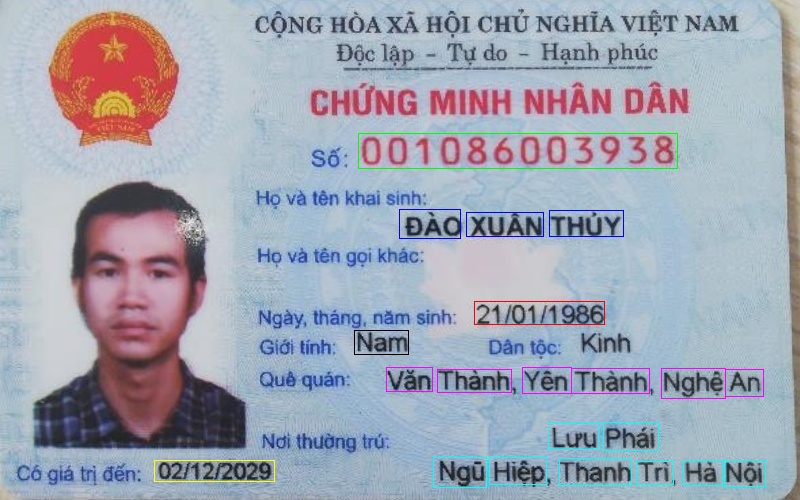 CỘNG HÒA XÃ HỘI CHỦ NGHĨA VIỆT NAM
Độc lập - Tự do - Hạnh phúc
CHỨNG MINH NHÂN DÂN
Số: 001086003938
Họ và tên khai sinh:
ĐÀO XUÂN THỦY
Họ và tên gọi khác:
Ngày, tháng, năm sinh: 21/01/1986
Giới tính: Nam Dân tộc: Kinh
Quê quán: Văn Thành, Yên Thành, Nghệ An
Nơi thường trú: Lưu Phái
Ngũ Hiệp, Thanh Trì, Hà Nội
Có giá trị đến: 02/12/2029
VIỆT NAM